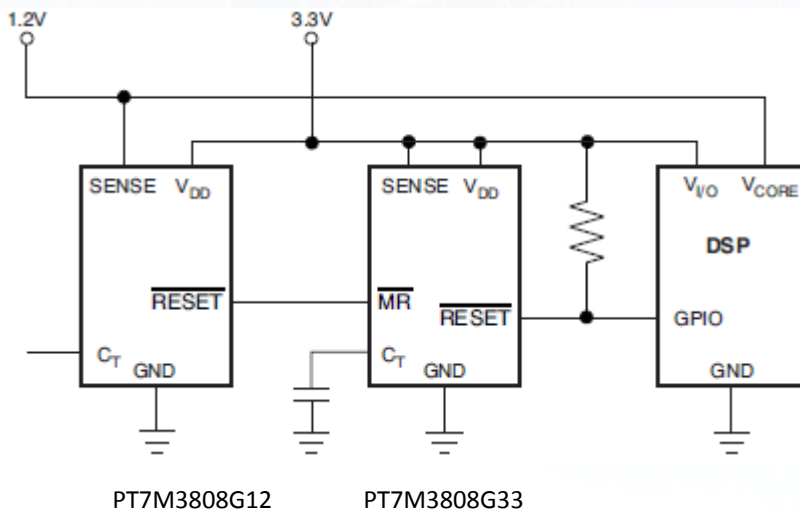 1.2V 3.3V
SENSE VDD SENSE VDD VI/O VCORE
DSP
RESET MR RESET GPIO
CT GND CT GND GND
PT7M3808G12 PT7M3808G33